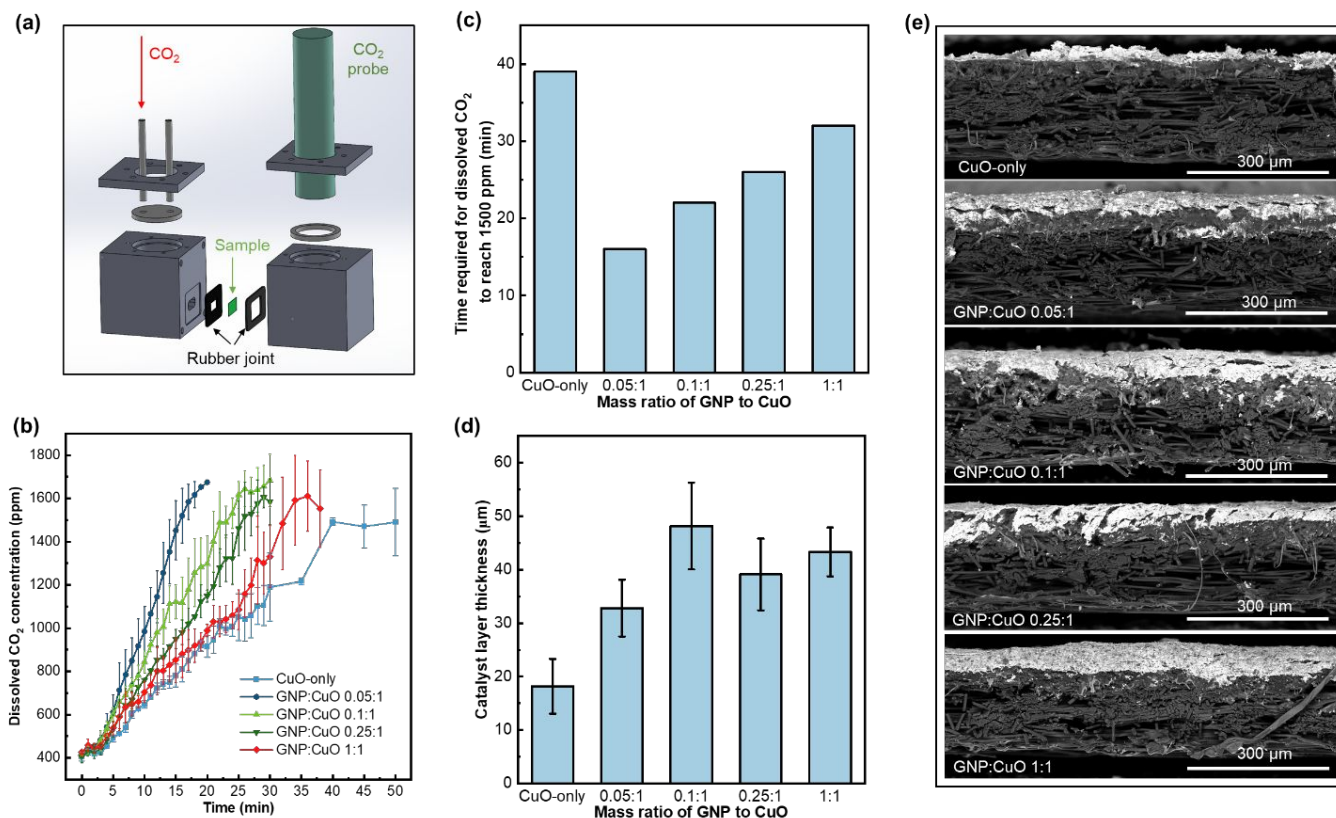 (a)
CO₂
CO₂
probe
Sample
Rubber joint
(b)
Dissolved CO₂ concentration (ppm)
1800
1600
1400
1200
1000
800
600
400
CuO-only
GNP:CuO 0.05:1
GNP:CuO 0.1:1
GNP:CuO 0.25:1
GNP:CuO 1:1
0 5 10 15 20 25 30 35 40 45 50
Time (min)
(c)
Time required for dissolved CO₂
to reach 1500 ppm (min)
40
30
20
10
0
CuO-only 0.05:1 0.1:1 0.25:1 1:1
Mass ratio of GNP to CuO
(d)
Catalyst layer thickness (µm)
60
50
40
30
20
10
0
CuO-only 0.05:1 0.1:1 0.25:1 1:1
Mass ratio of GNP to CuO
(e)
300 µm
CuO-only
300 µm
GNP:CuO 0.05:1
300 µm
GNP:CuO 0.1:1
300 µm
GNP:CuO 0.25:1
300 µm
GNP:CuO 1:1